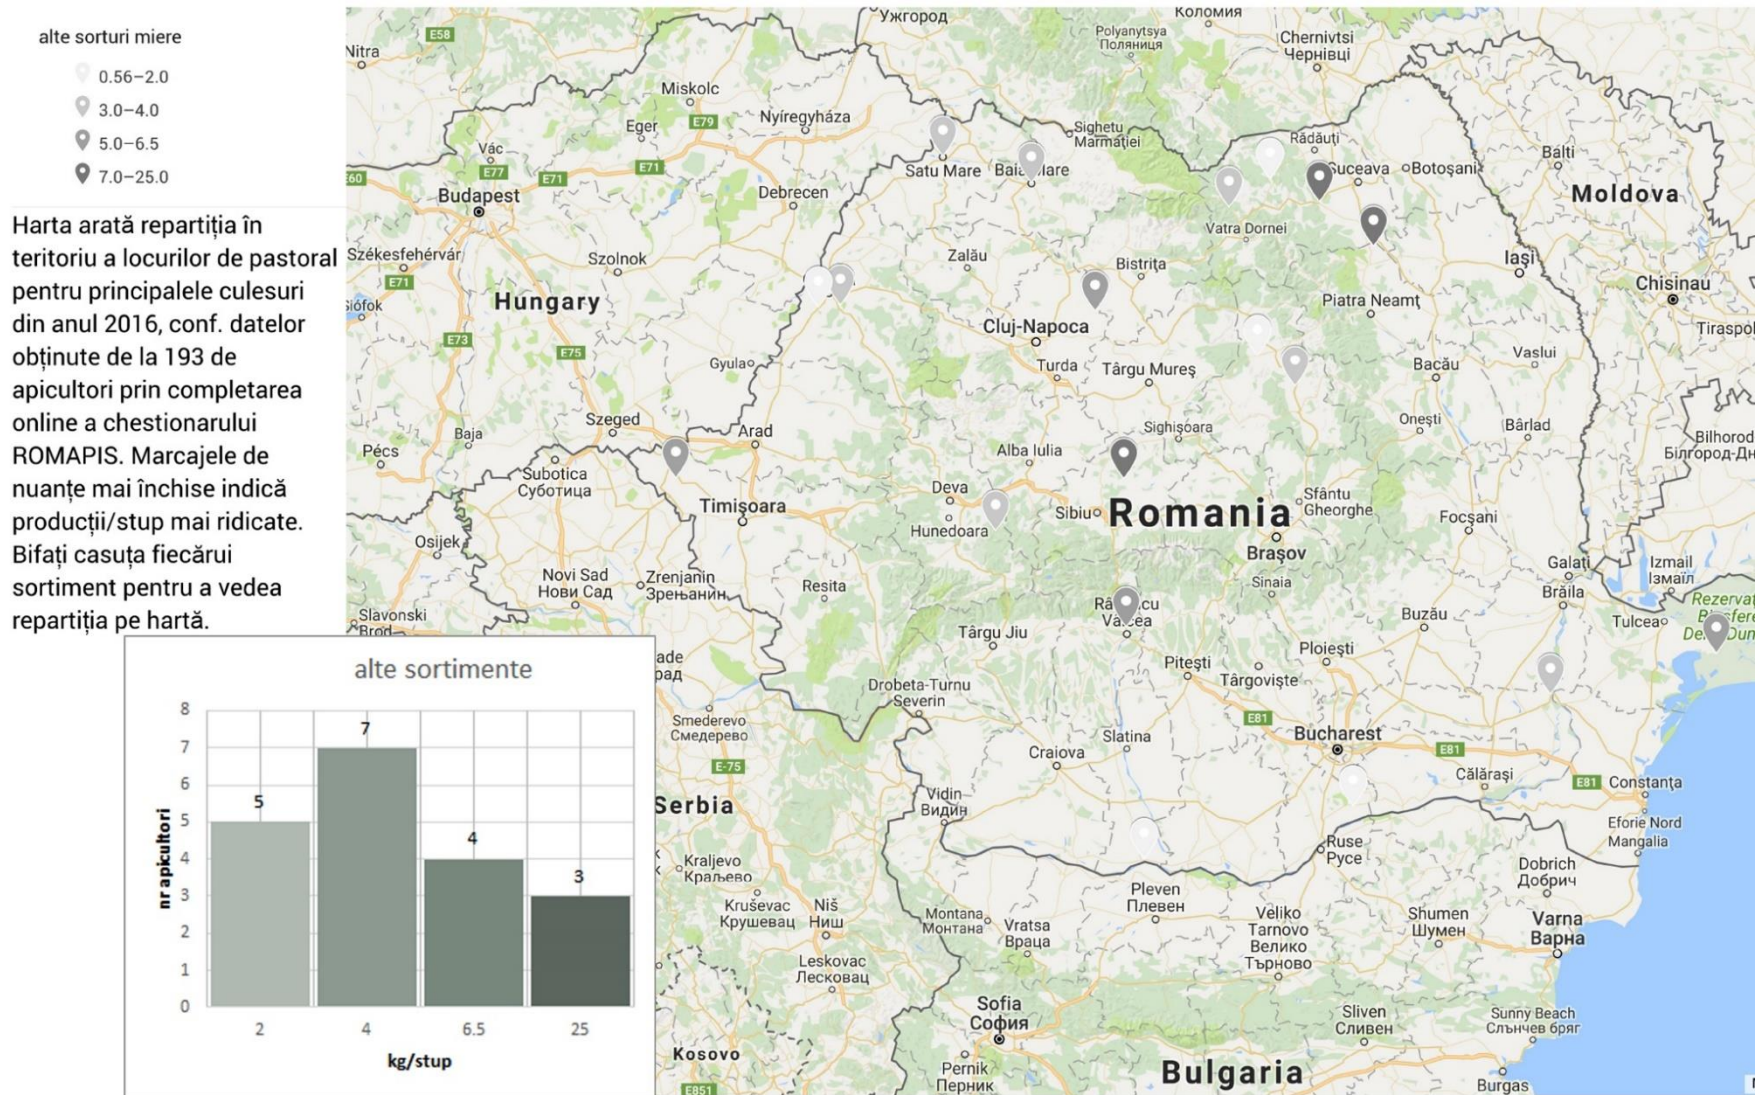 alte sorturi miere
0.56–2.0
3.0–4.0
5.0–6.5
7.0–25.0
Harta arată repartiția în
teritoriu a locurilor de pastoral
pentru principalele culesuri
din anul 2016, conf. datelor
obținute de la 193 de
apicultori prin completarea
online a chestionarului
ROMAPIS. Marcajele de
nuanțe mai închise indică
producții/stup mai ridicate.
Bifați casuța fiecărui
sortiment pentru a vedea
repartiția pe hartă.
alte sortimente
nr apicultori
8
7
6
5
4
3
2
1
0
5
7
4
3
2
4
6.5
25
kg/stup
Ужгород
Коломия
E58
Nitra
Polyanytsya
Поляниця
Chernivtsi
Чернівці
Miskolc
Nyíregyháza
Eger
E79
Sighetu
Marmației
Rădăuți
Bălți
Vác
E77
E71
E71
E60
Satu Mare
Suceava
Botoșani
Moldova
Budapest
Debrecen
Vatra Dornei
Székesfehérvár
Szolnok
Zalău
Bistrița
Iași
Chisinau
E71
Hungary
Piatra Neamț
Cluj-Napoca
E73
E75
Gyula
Turda
Târgu Mureș
Bacău
Vaslui
Szeged
Arad
Baja
Pécs
Alba Iulia
Sighișoara
Onești
Bârlad
Subotica
Суботица
Deva
Hunedoara
Timișoara
Sibiu
Romania
Sfântu
Gheorghe
Focșani
Osijek
Brașov
Galați
Izmail
Ізмаїл
Novi Sad
Нови Сад
Zrenjanin
Зрењанин
Resita
Sinaia
Brăila
Slavonski
Brod
Târgu Jiu
Buzău
Tulcea
Pitești
Ploiești
Târgoviște
Drobeta-Turnu
Severin
Smederevo
Смедерево
E81
Slatina
Bucharest
E81
Craiova
E-75
Călărași
E81
Constanța
Serbia
Vidin
Видин
Eforie Nord
Mangalia
Ruse
Русе
Kraljevo
Краљево
Dobrich
Добрич
Kruševac
Крушевац
Niš
Ниш
Montana
Монтана
Vratsa
Враца
Pleven
Плевен
Veliko
Tarnovo
Велико
Търново
Shumen
Шумен
Varna
Варна
Leskovac
Лесковац
Sofia
София
Sliven
Сливен
Sunny Beach
Слънчев бряг
Kosovo
Pernik
Перник
Bulgaria
Burgas
E851